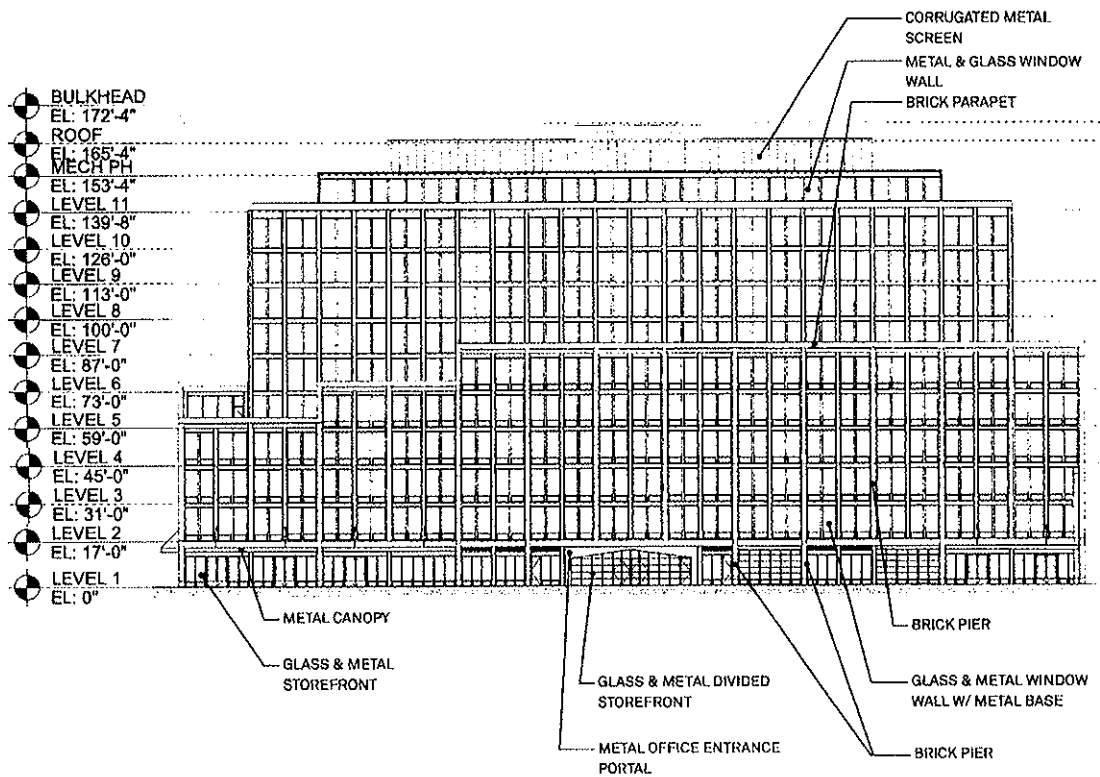 CORRUGATED METAL
SCREEN
METAL & GLASS WINDOW
WALL
BRICK PARAPET
BULKHEAD
EL: 172'-4"
ROOF
EL: 165'-4"
MECH PH
EL: 153'-4"
LEVEL 11
EL: 139'-8"
LEVEL 10
EL: 126'-0"
LEVEL 9
EL: 113'-0"
LEVEL 8
EL: 100'-0"
LEVEL 7
EL: 87'-0"
LEVEL 6
EL: 73'-0"
LEVEL 5
EL: 59'-0"
LEVEL 4
EL: 45'-0"
LEVEL 3
EL: 31'-0"
LEVEL 2
EL: 17'-0"
LEVEL 1
EL: 0"
METAL CANOPY
GLASS & METAL
STOREFRONT
GLASS & METAL DIVIDED
STOREFRONT
METAL OFFICE ENTRANCE
PORTAL
BRICK PIER
GLASS & METAL WINDOW
WALL W/ METAL BASE
BRICK PIER